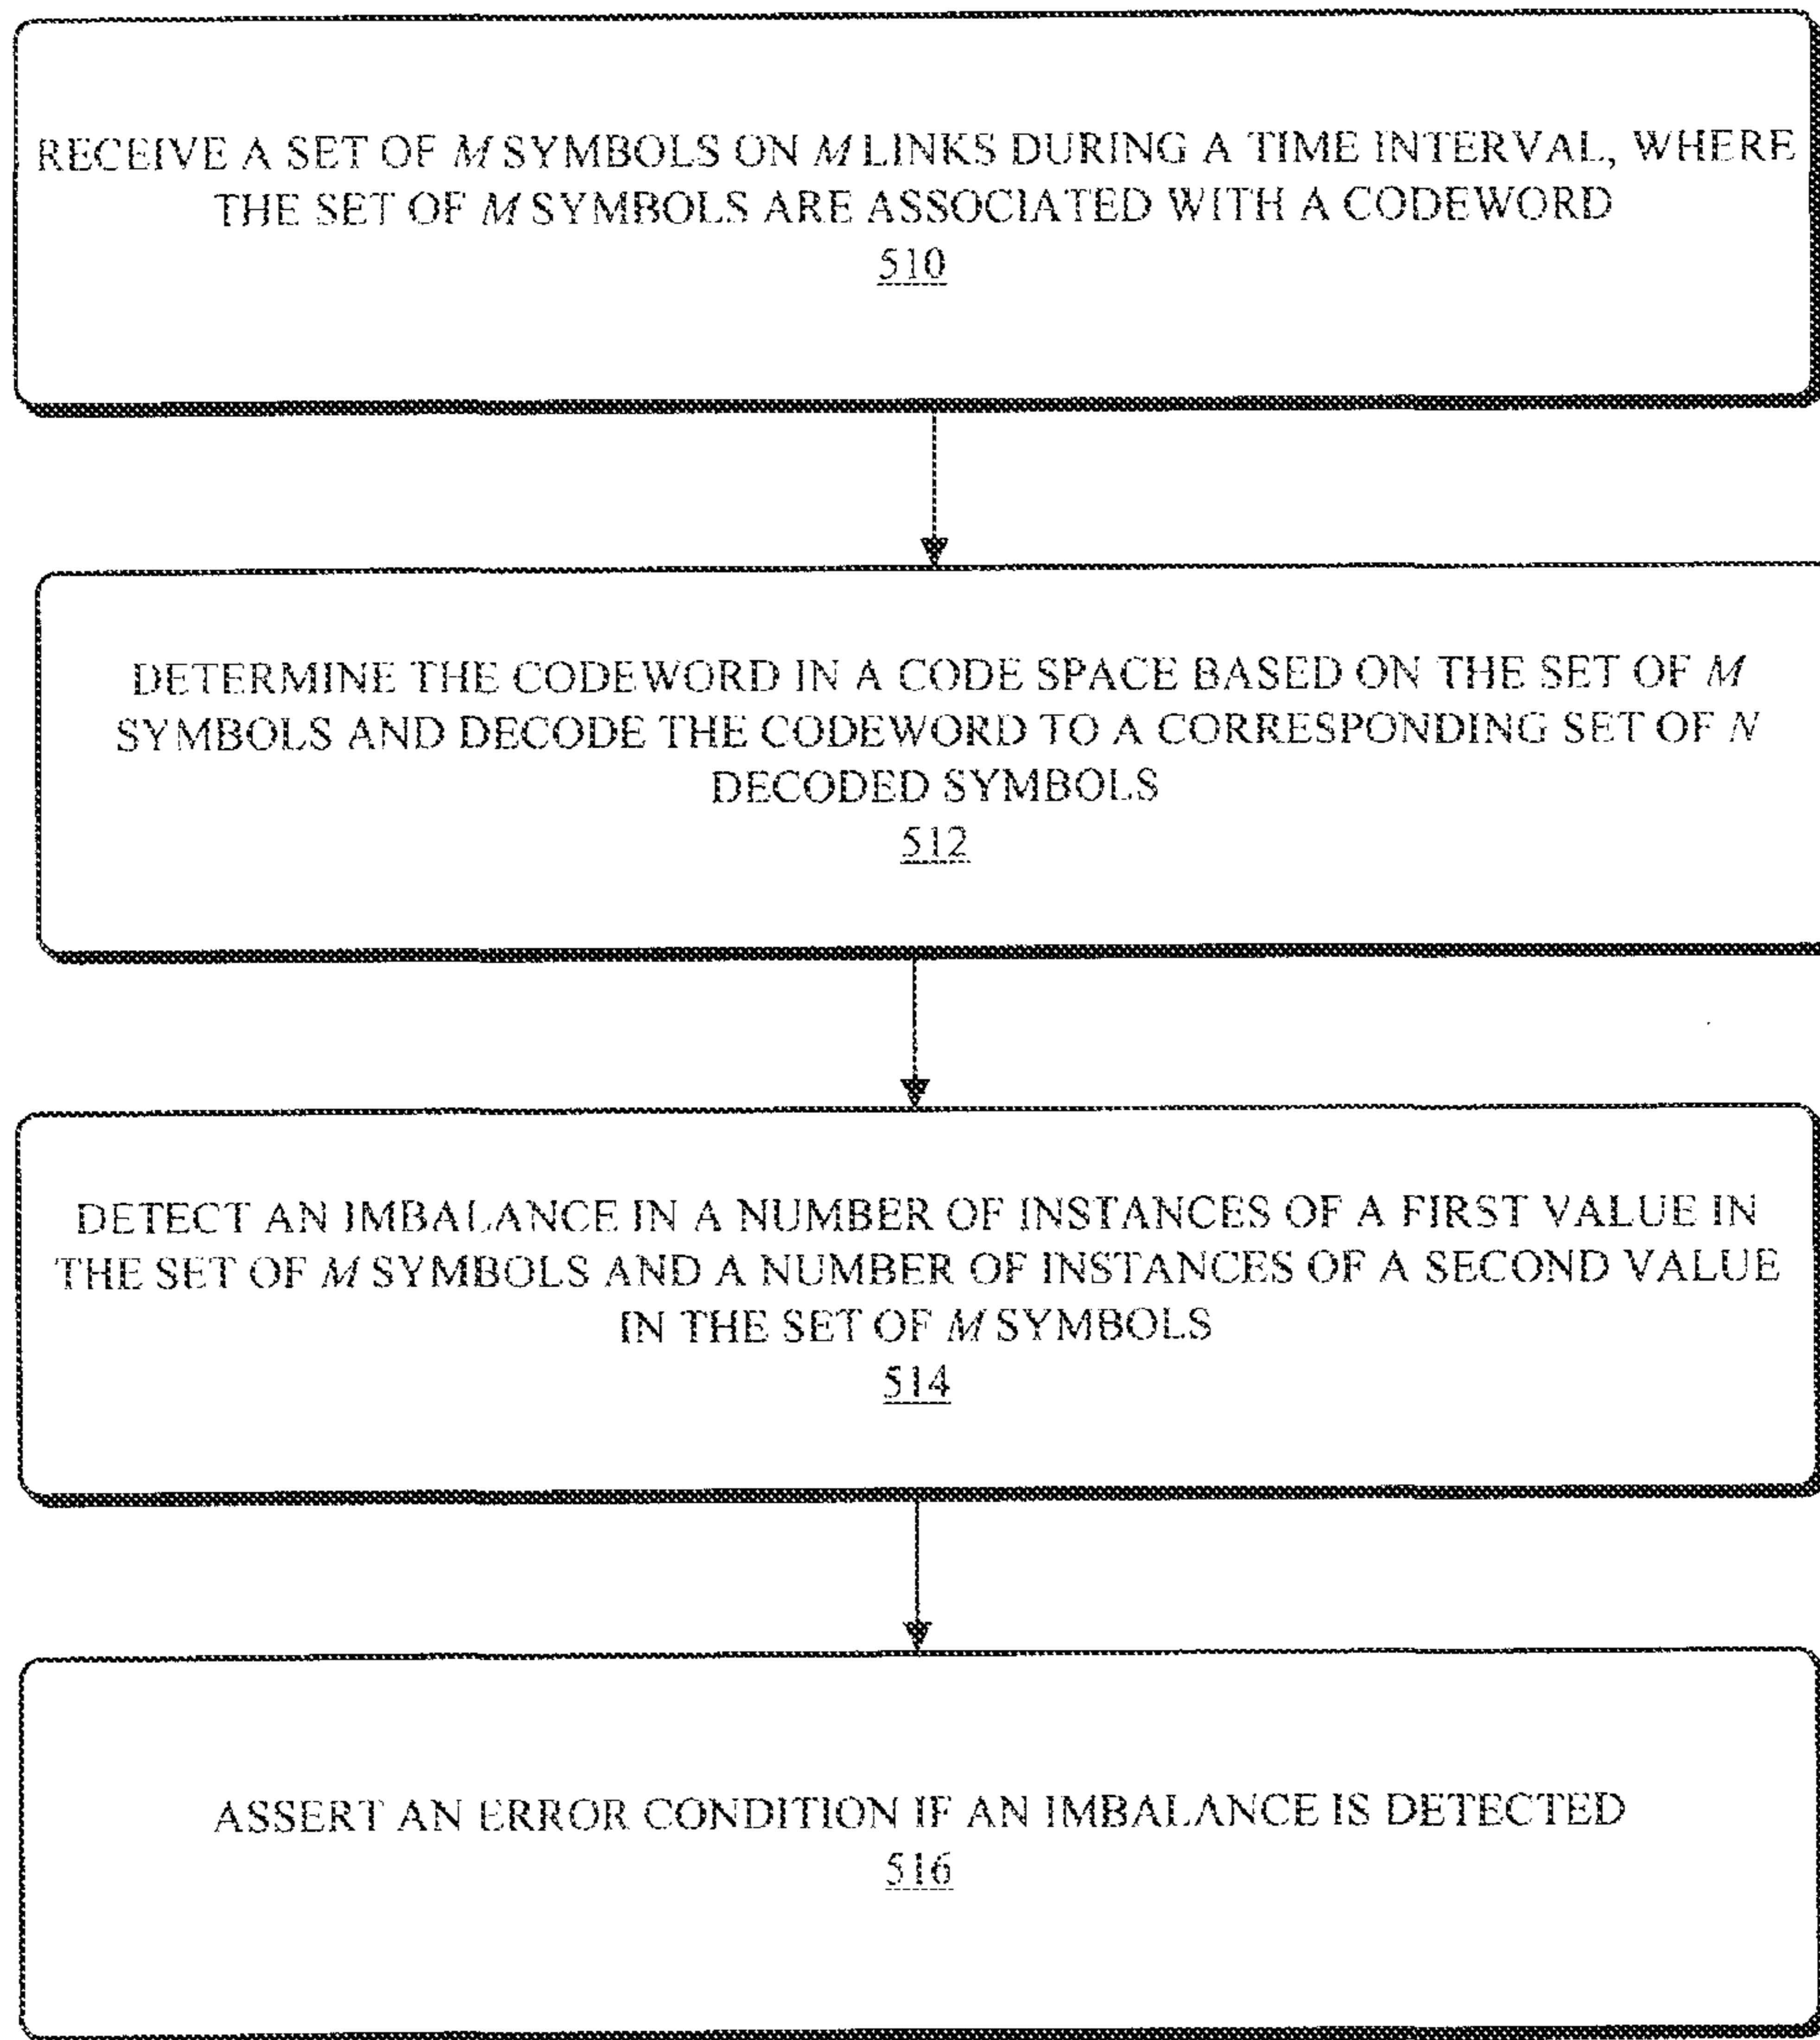 RECEIVE A SET OF M SYMBOLS ON M LINKS DURING A TIME INTERVAL, WHERE
THE SET OF M SYMBOLS ARE ASSOCIATED WITH A CODEWORD
510
DETERMINE THE CODEWORD IN A CODE SPACE BASED ON THE SET OF M
SYMBOLS AND DECODE THE CODEWORD TO A CORRESPONDING SET OF N
DECODED SYMBOLS
512
DETECT AN IMBALANCE IN A NUMBER OF INSTANCES OF A FIRST VALUE IN
THE SET OF M SYMBOLS AND A NUMBER OF INSTANCES OF A SECOND VALUE
IN THE SET OF M SYMBOLS
514
ASSERT AN ERROR CONDITION IF AN IMBALANCE IS DETECTED
516